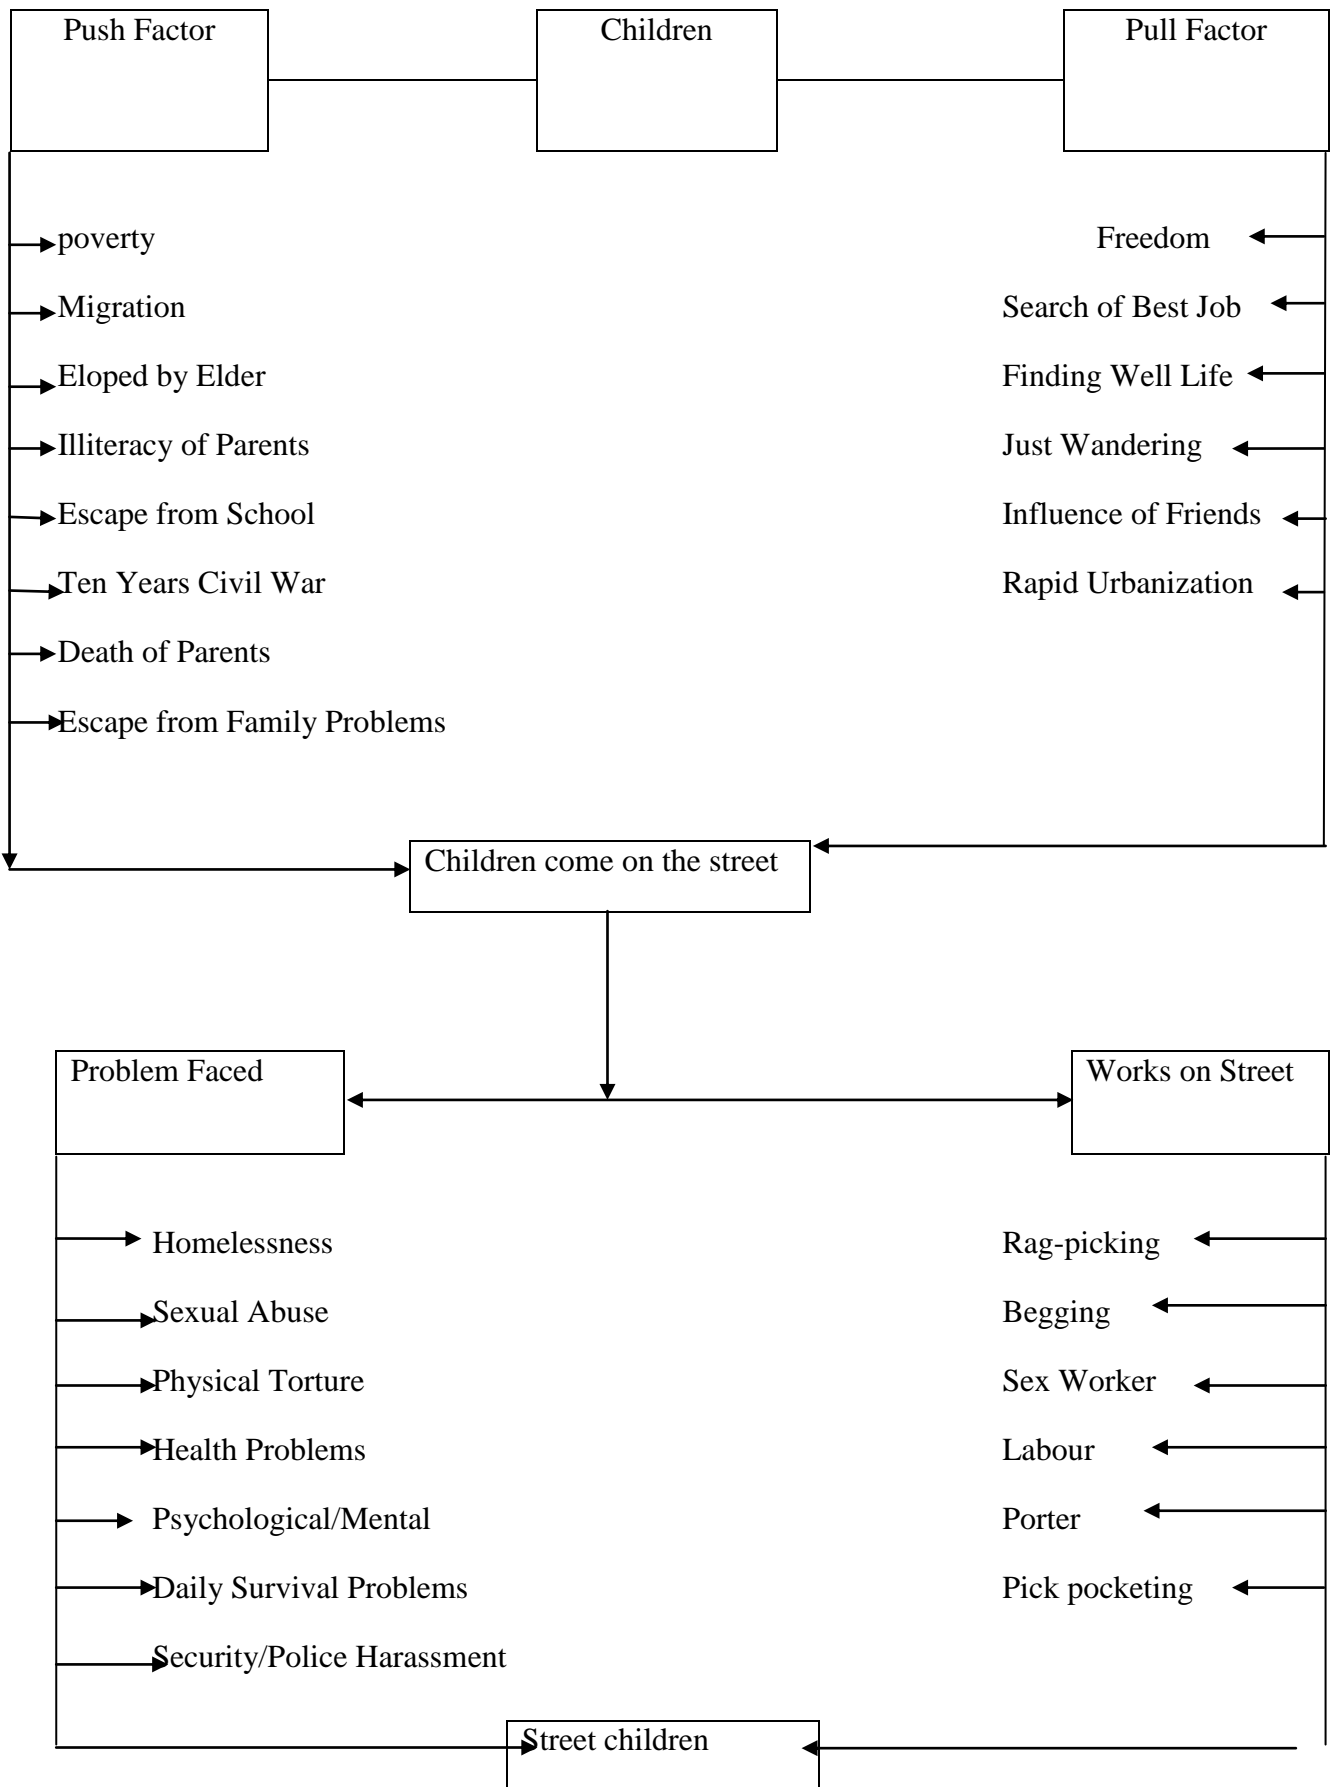 Push Factor
Children
Pull Factor
poverty
Freedom
Migration
Search of Best Job
Eloped by Elder
Finding Well Life
Illiteracy of Parents
Just Wandering
Escape from School
Influence of Friends
Ten Years Civil War
Rapid Urbanization
Death of Parents
Escape from Family Problems
Children come on the street
Problem Faced
Works on Street
Homelessness
Rag-picking
Sexual Abuse
Begging
Physical Torture
Sex Worker
Health Problems
Labour
Psychological/Mental
Porter
Daily Survival Problems
Pick pocketing
Security/Police Harassment
Street children